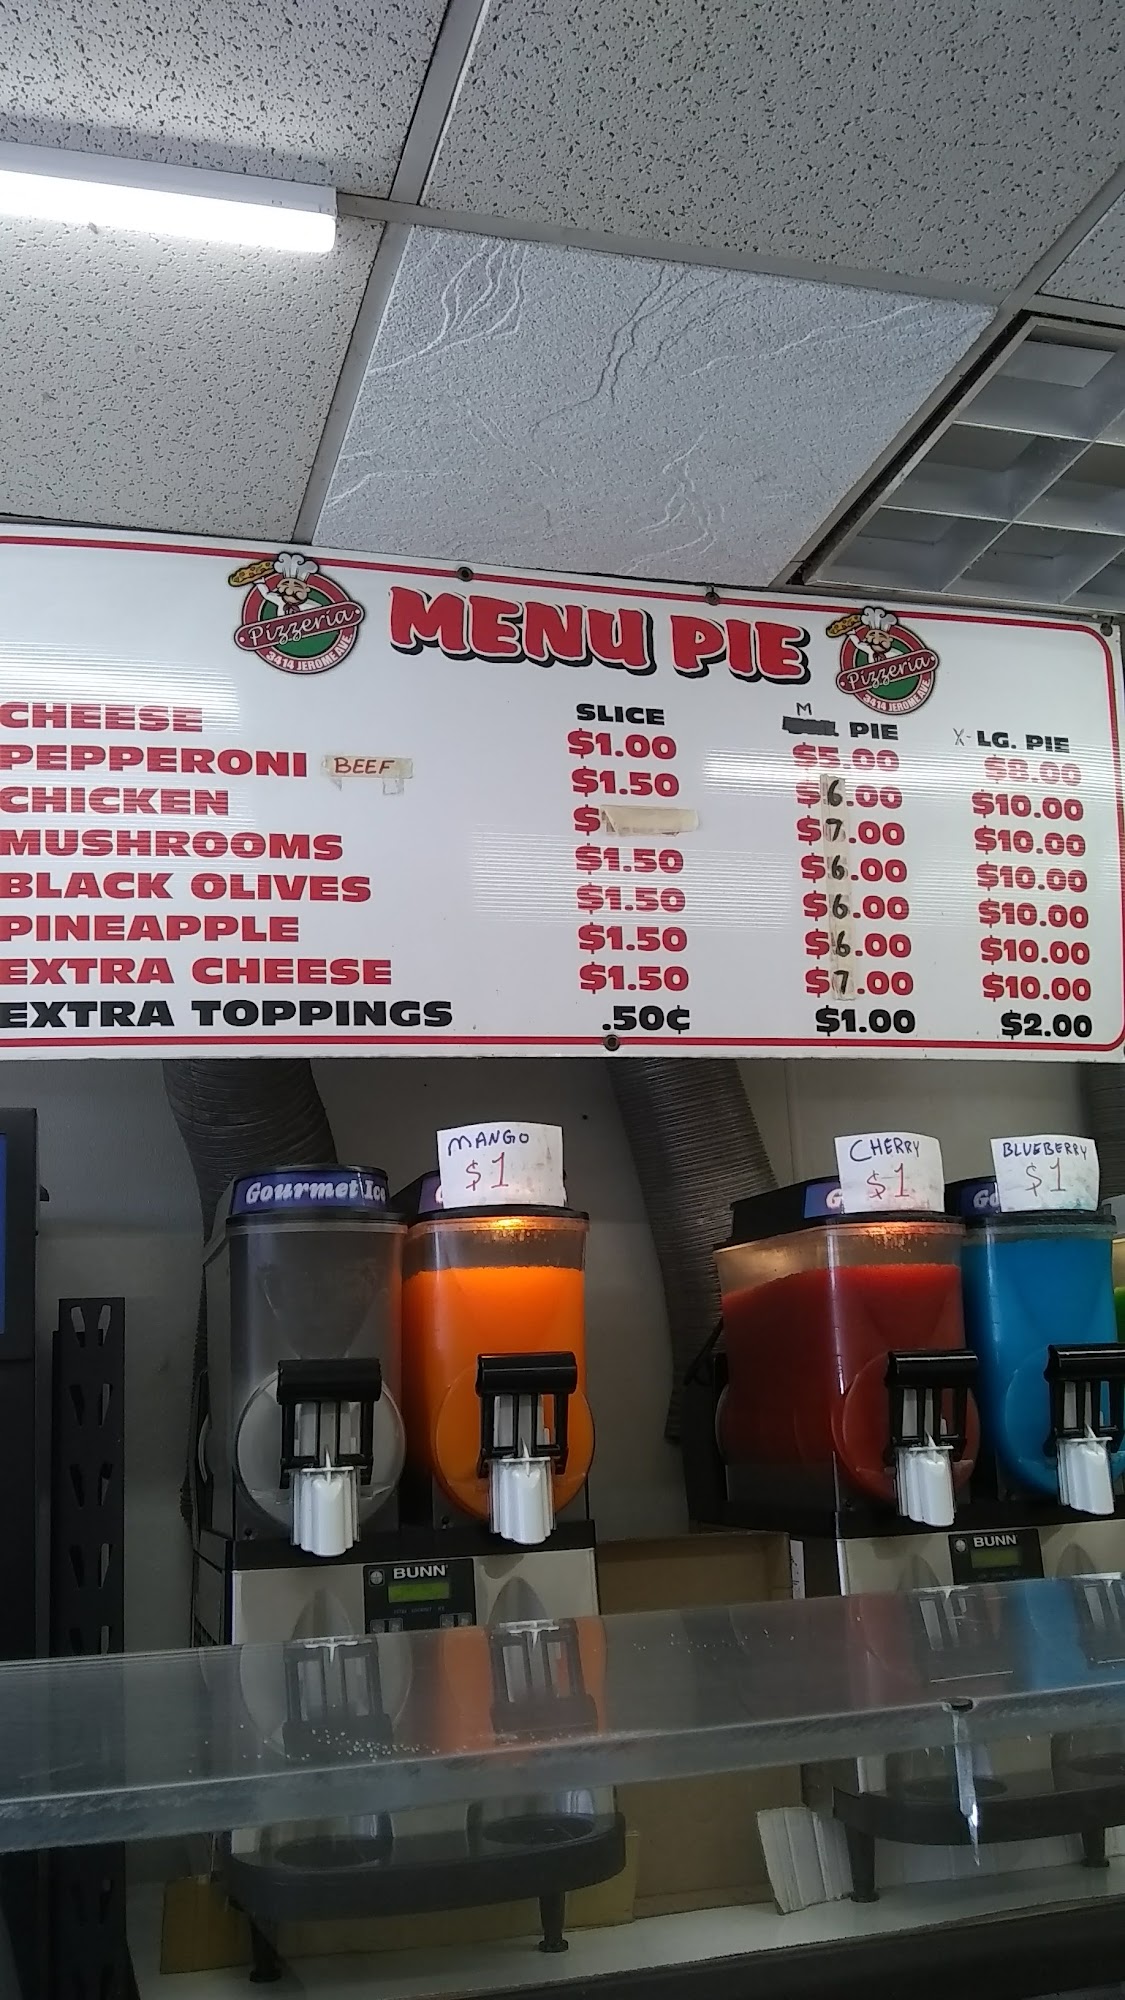 Pizzeria
3414 JEROME AVE.
MENU PIE
Pizzeria
3414 JEROME AVE.
SLICE M PIE X-LG. PIE
CHEESE $1.00 $5.00 $8.00
PEPPERONI BEEF $1.50 $6.00 $10.00
CHICKEN $ $7.00 $10.00
MUSHROOMS $1.50 $6.00 $10.00
BLACK OLIVES $1.50 $6.00 $10.00
PINEAPPLE $1.50 $6.00 $10.00
EXTRA CHEESE $1.50 $7.00 $10.00
EXTRA TOPPINGS .50¢ $1.00 $2.00
MANGO
$1
CHERRY
$1
BLUEBERRY
$1
Gourmet Ice
G
G
Go
BUNN
BUNN